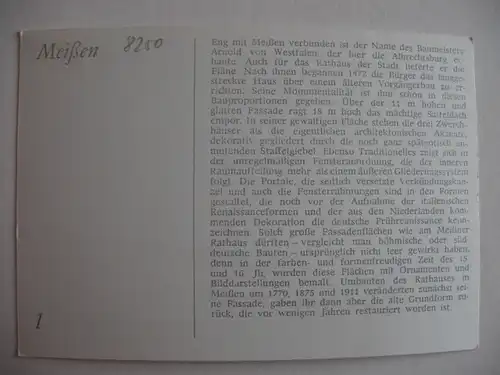 Meißen
8250
Eng mit Meißen verbunden ist der Name des Baumeisters
Arnold von Westfalen, der hier die Albrechtsburg er-
baute. Auch für das Rathaus der Stadt lieferte er die
Pläne. Nach ihnen begannen 1472 die Bürger das langge-
streckte Haus über einem älteren Vorgängerbau zu er-
richten. Seine Monumentalität ist ihm schon in diesen
Bauproportionen gegeben. Über der 11 m hohen und
glatten Fassade ragt 18 m hoch das mächtige Satteldach
empor. In seiner gewaltigen Fläche stehen die drei Zwerch-
häuser als die eigentlichen architektonischen Akzente,
dekorativ gegliedert durch die noch ganz spätgotisch an-
mutenden Staffelgiebel. Ebenso Traditionelles zeigt sich in
der unregelmäßigen Fensteranordnung, die der inneren
Raumaufteilung mehr als einem äußeren Gliederungssystem
folgt. Die Portale, die seitlich versetzte Verkündungskan-
zel und auch die Fensterrahmungen sind in den Formen
gestaltet, die noch vor der Aufnahme der italienischen
Renaissanceformen und der aus den Niederlanden kom-
menden Dekoration die deutsche Frührenaissance kenn-
zeichnen. Solch große Passadenflächen wie am Meißner
Rathaus dürften – vergleicht man böhmische oder süd-
deutsche Bauten – ursprünglich nicht leer gewirkt haben,
denn in der farben- und formenfreudigen Zeit des 15.
und 16. Jh. wurden diese Flächen mit Ornamenten und
Bilddarstellungen bemalt. Umbauten des Rathauses in
Meißen um 1779, 1875 und 1911 veränderten zunächst sei-
ne Fassade, gaben ihr dann aber die alte Grundform zu-
rück, die vor wenigen Jahren restauriert worden ist.
1